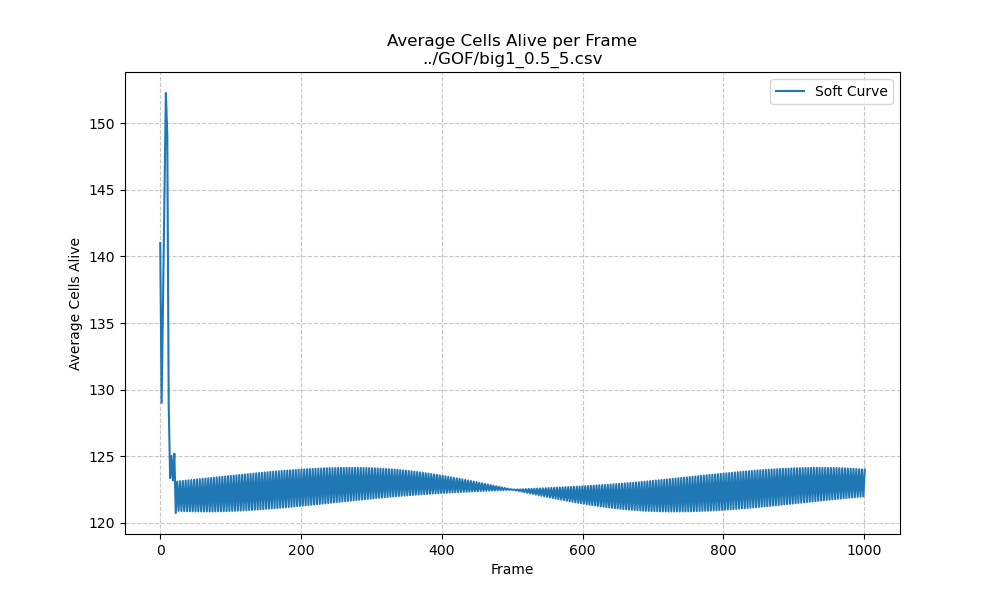 Average Cells Alive per Frame
../GOF/big1_0.5_5.csv
Soft Curve
Average Cells Alive
150
145
140
135
130
125
120
0
200
400
600
800
1000
Frame